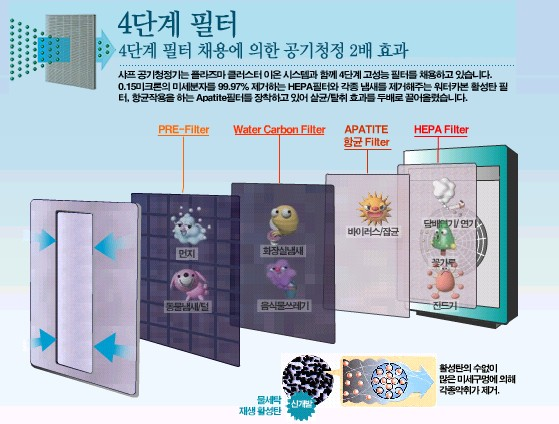 4단계 필터
4단계 필터 채용에 의한 공기청정 2배 효과
샤프 공기청정기는 플라즈마 클러스터 이온 시스템과 함께 4단계 고성능 필터를 채용하고 있습니다.
0.15미크론의 미세분자를 99.97% 제거하는 HEPA필터와 각종 냄새를 제거해주는 워터카본 활성탄 필
터, 항균작용을 하는 Apatite필터를 장착하고 있어 살균/탈취 효과를 두배로 끌어올렸습니다.
PRE-Filter
Water Carbon Filter
APATITE
항균 Filter
HEPA Filter
먼지
동물냄새/털
화장실냄새
음식물쓰레기
바이러스/잡균
담배연기/ 연기
꽃가루
진드기
물세탁
재생 활성탄
신개발
활성탄의 수없이
많은 미세구멍에 의해
각종악취가 제거.